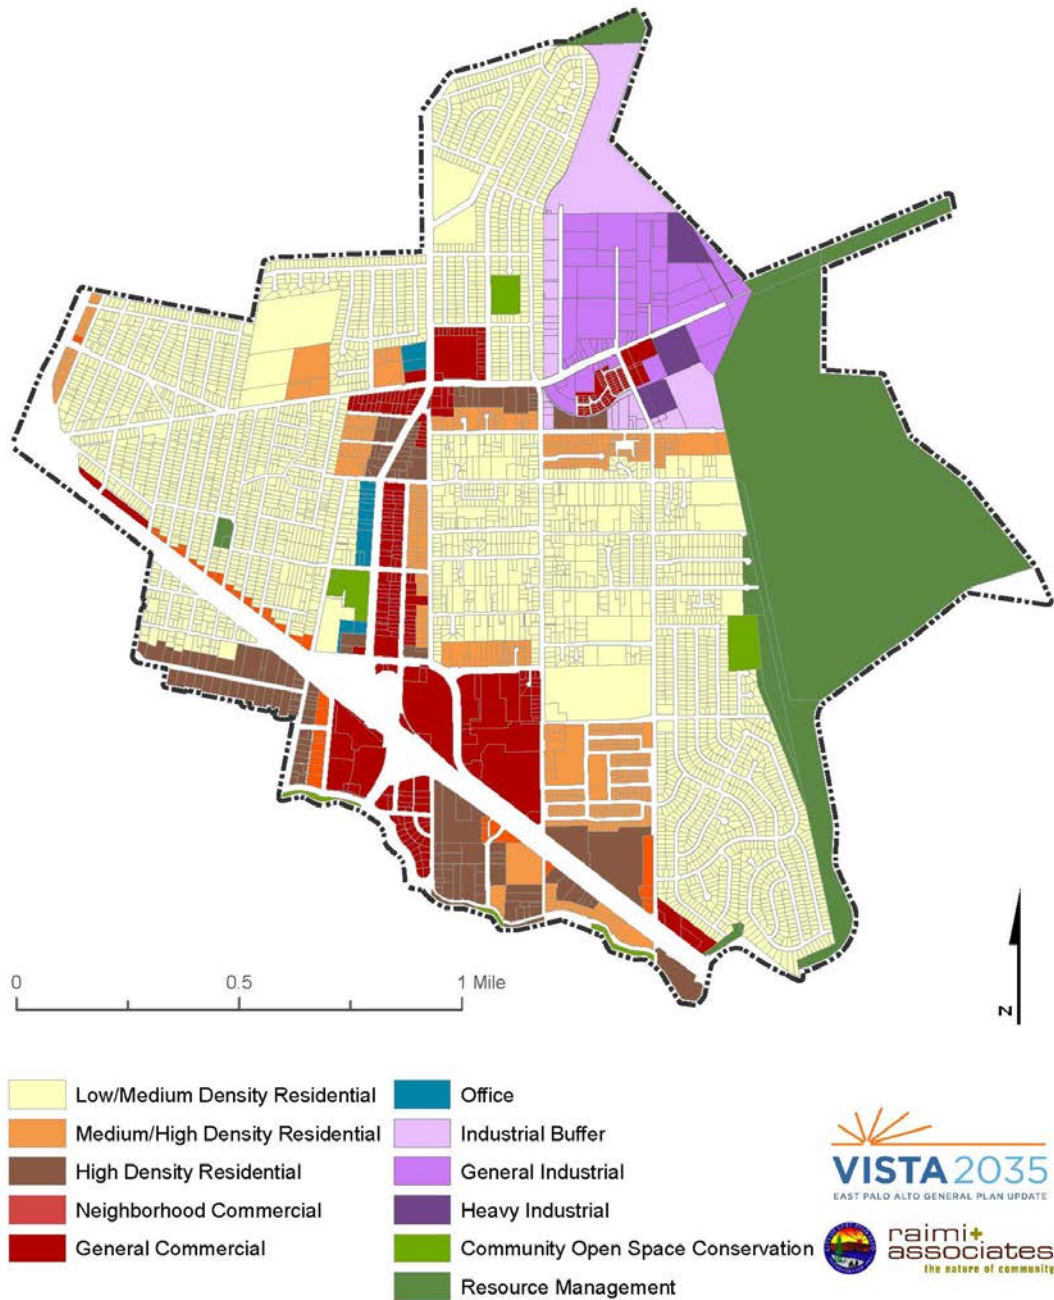 0 0.5 1 Mile
N
Low/Medium Density Residential
Medium/High Density Residential
High Density Residential
Neighborhood Commercial
General Commercial
Office
Industrial Buffer
General Industrial
Heavy Industrial
Community Open Space Conservation
Resource Management
VISTA 2035
EAST PALO ALTO GENERAL PLAN UPDATE
raimi+
associates
the nature of community